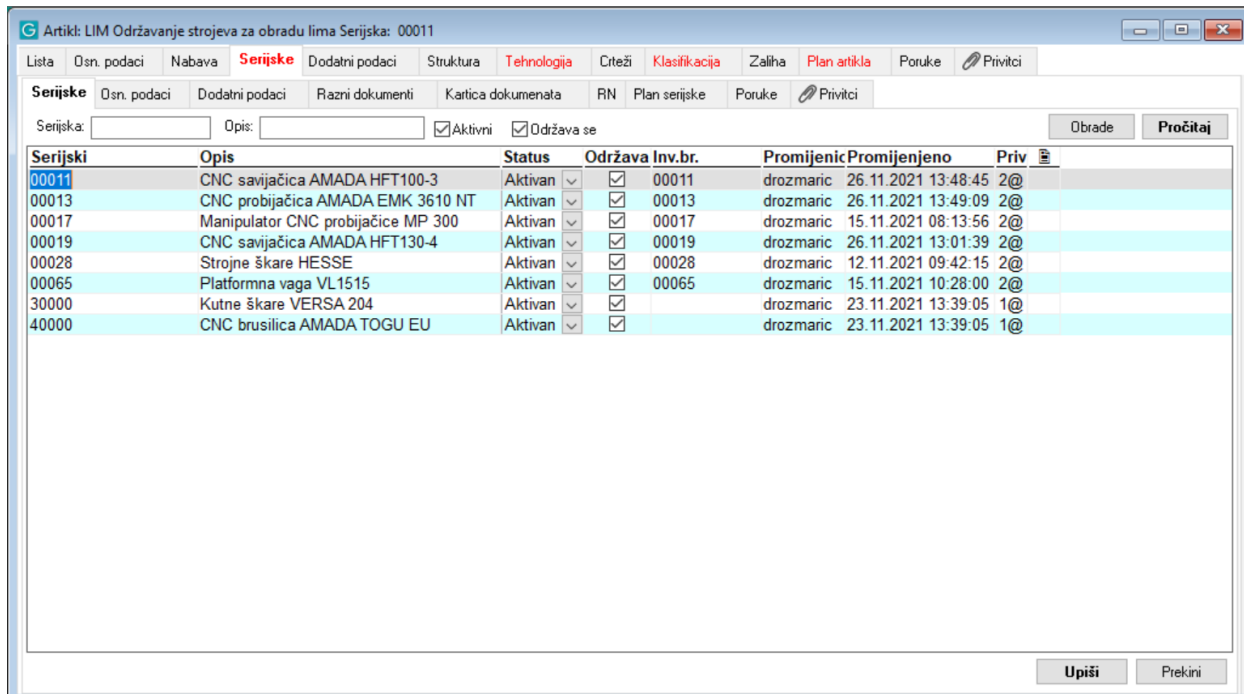 G Artikl: LIM Održavanje strojeva za obradu lima Serijska: 00011
Lista Osn. podaci Nabava Serijske Dodatni podaci Struktura Tehnologija Crteži Klasifikacija Zaliha Plan artikla Poruke Privitci
Serijske Osn. podaci Dodatni podaci Razni dokumenti Kartica dokumenata RN Plan serijske Poruke Privitci
Serijska: Opis: Aktivni Održava se Obrade Pročitaj
Serijski Opis Status Održava Inv.br. Promijenic Promijenjeno Priv
00011 CNC savijačica AMADA HFT100-3 Aktivan 00011 drozmaric 26.11.2021 13:48:45 2@
00013 CNC probijačica AMADA EMK 3610 NT Aktivan 00013 drozmaric 26.11.2021 13:49:09 2@
00017 Manipulator CNC probijačice MP 300 Aktivan 00017 drozmaric 15.11.2021 08:13:56 2@
00019 CNC savijačica AMADA HFT130-4 Aktivan 00019 drozmaric 26.11.2021 13:01:39 2@
00028 Strojne škare HESSE Aktivan 00028 drozmaric 12.11.2021 09:42:15 2@
00065 Platformna vaga VL1515 Aktivan 00065 drozmaric 15.11.2021 10:28:00 2@
30000 Kutne škare VERSA 204 Aktivan drozmaric 23.11.2021 13:39:05 1@
40000 CNC brusilica AMADA TOGU EU Aktivan drozmaric 23.11.2021 13:39:05 1@
Upiši Prekini